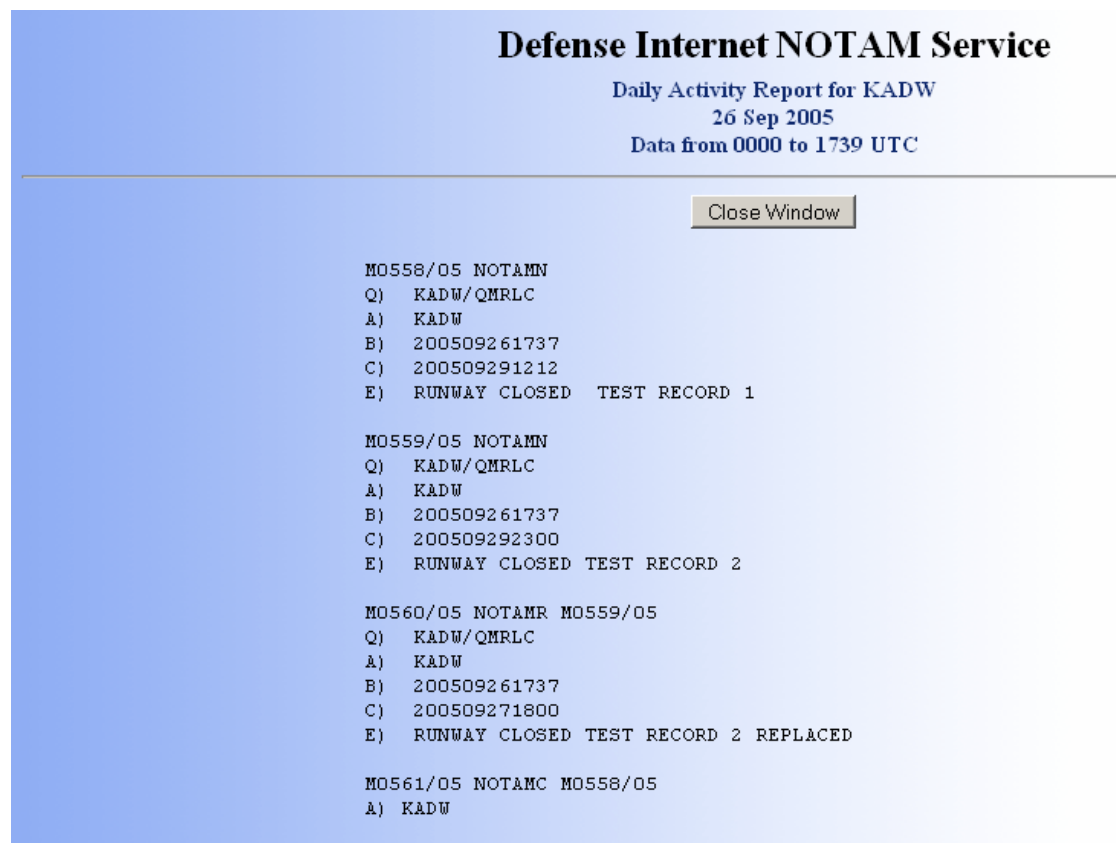 Defense Internet NOTAM Service
Daily Activity Report for KADW
26 Sep 2005
Data from 0000 to 1739 UTC
Close Window
M0558/05 NOTAMN
Q) KADW/QMRLC
A) KADW
B) 200509261737
C) 200509291212
E) RUNWAY CLOSED  TEST RECORD 1
M0559/05 NOTAMN
Q) KADW/QMRLC
A) KADW
B) 200509261737
C) 200509292300
E) RUNWAY CLOSED TEST RECORD 2
M0560/05 NOTAMR M0559/05
Q) KADW/QMRLC
A) KADW
B) 200509261737
C) 200509271800
E) RUNWAY CLOSED TEST RECORD 2 REPLACED
M0561/05 NOTAMC M0558/05
A) KADW